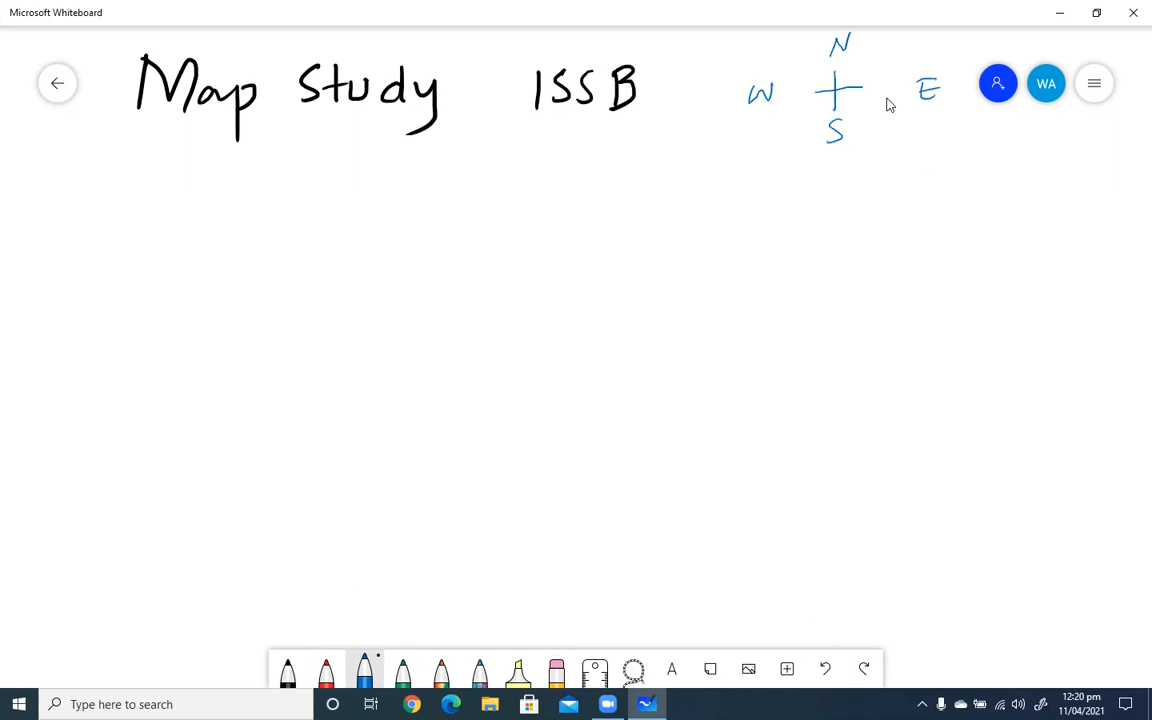 Microsoft Whiteboard
N
Map Study ISSB W E WA
S
A
Type here to search
12:20 pm
11/04/2021